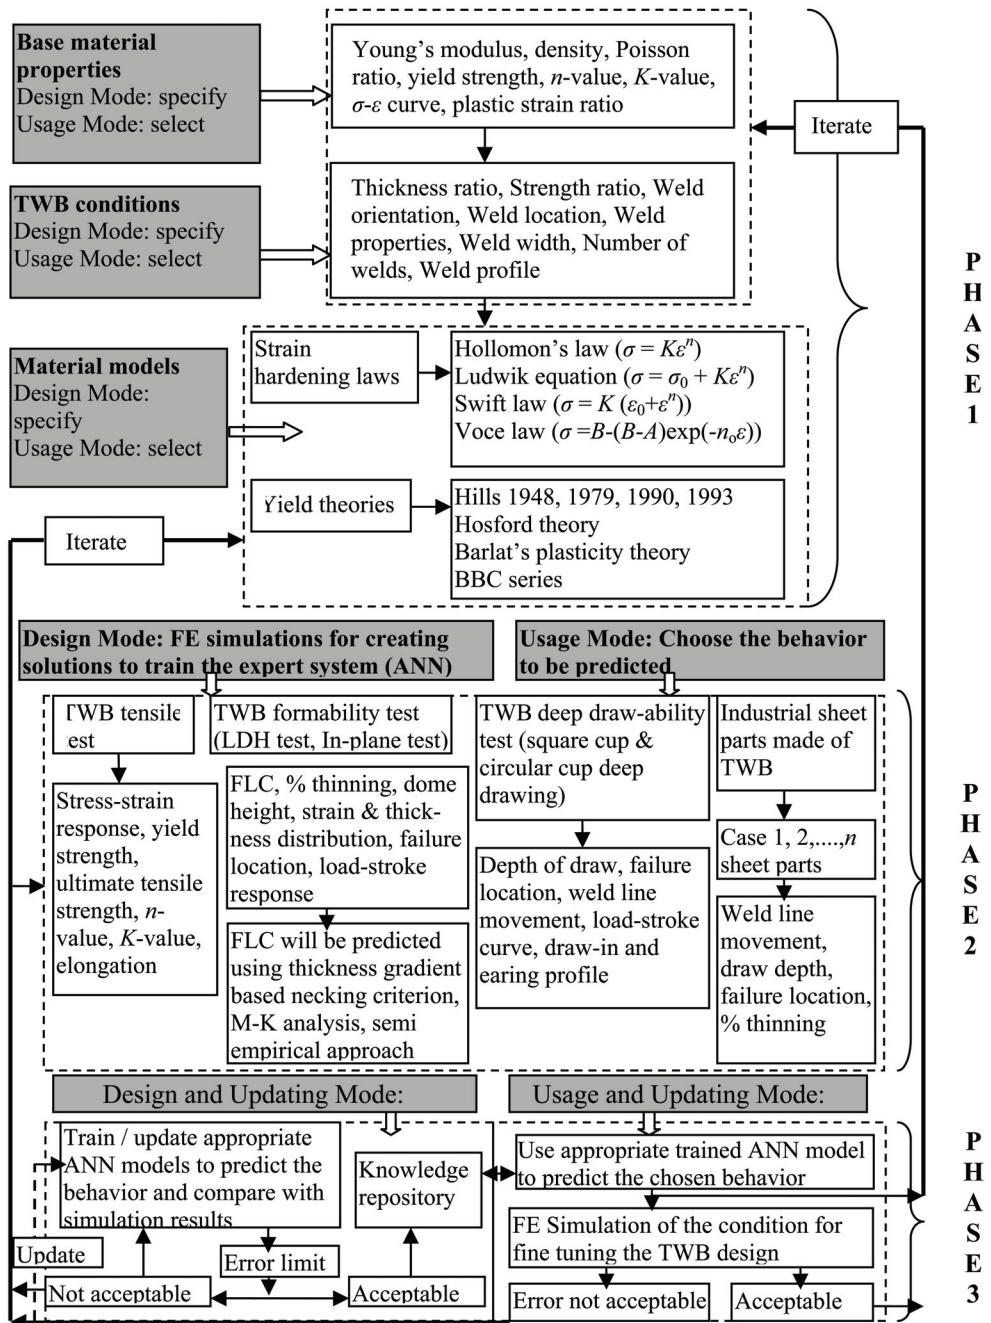 Base material
properties
Design Mode: specify
Usage Mode: select
Young's modulus, density, Poisson
ratio, yield strength, n-value, K-value,
σ-ε curve, plastic strain ratio
Iterate
TWB conditions
Design Mode: specify
Usage Mode: select
Thickness ratio, Strength ratio, Weld
orientation, Weld location, Weld
properties, Weld width, Number of
welds, Weld profile
Material models
Design Mode:
specify
Usage Mode: select
Strain
hardening laws
Hollomon's law (σ = Kεⁿ)
Ludwik equation (σ = σ₀ + Kεⁿ)
Swift law (σ = K (ε₀+εⁿ))
Voce law (σ =B-(B-A)exp(-nₒε))
Yield theories
Hills 1948, 1979, 1990, 1993
Hosford theory
Barlat's plasticity theory
BBC series
Iterate
PHASE 1
Design Mode: FE simulations for creating
solutions to train the expert system (ANN)
Usage Mode: Choose the behavior
to be predicted
TWB tensile
test
TWB formability test
(LDH test, In-plane test)
TWB deep draw-ability
test (square cup &
circular cup deep
drawing)
Industrial sheet
parts made of
TWB
Stress-strain
response, yield
strength,
ultimate tensile
strength, n-
value, K-value,
elongation
FLC, % thinning, dome
height, strain & thick-
ness distribution, failure
location, load-stroke
response
FLC will be predicted
using thickness gradient
based necking criterion,
M-K analysis, semi
empirical approach
Depth of draw, failure
location, weld line
movement, load-stroke
curve, draw-in and
earing profile
Case 1, 2,....,n
sheet parts
Weld line
movement,
draw depth,
failure location,
% thinning
PHASE 2
Design and Updating Mode:
Usage and Updating Mode:
Train / update appropriate
ANN models to predict the
behavior and compare with
simulation results
Knowledge
repository
Use appropriate trained ANN model
to predict the chosen behavior
FE Simulation of the condition for
fine tuning the TWB design
Update
Error limit
Not acceptable
Acceptable
Error not acceptable
Acceptable
PHASE 3